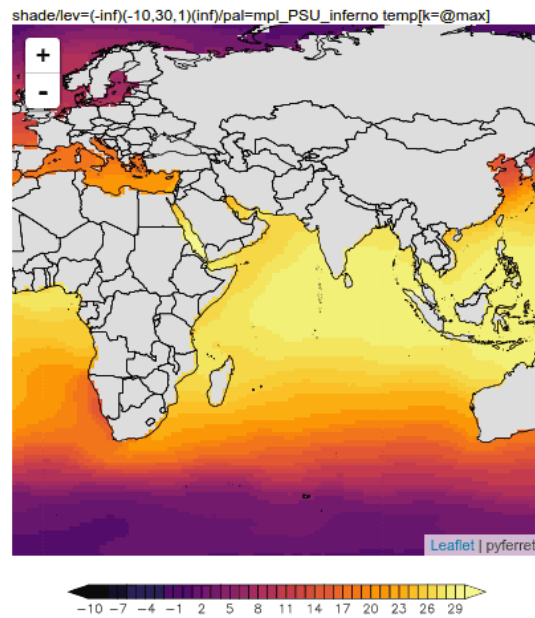 shade/lev=(-inf)(-10,30,1)(inf)/pal=mpl_PSU_inferno temp[k=@max]
+
-
Leaflet | pyferret
−10 −7 −4 −1 2 5 8 11 14 17 20 23 26 29